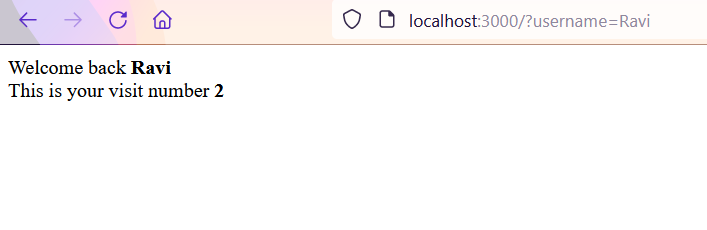 localhost:3000/?username=Ravi
Welcome back Ravi
This is your visit number 2